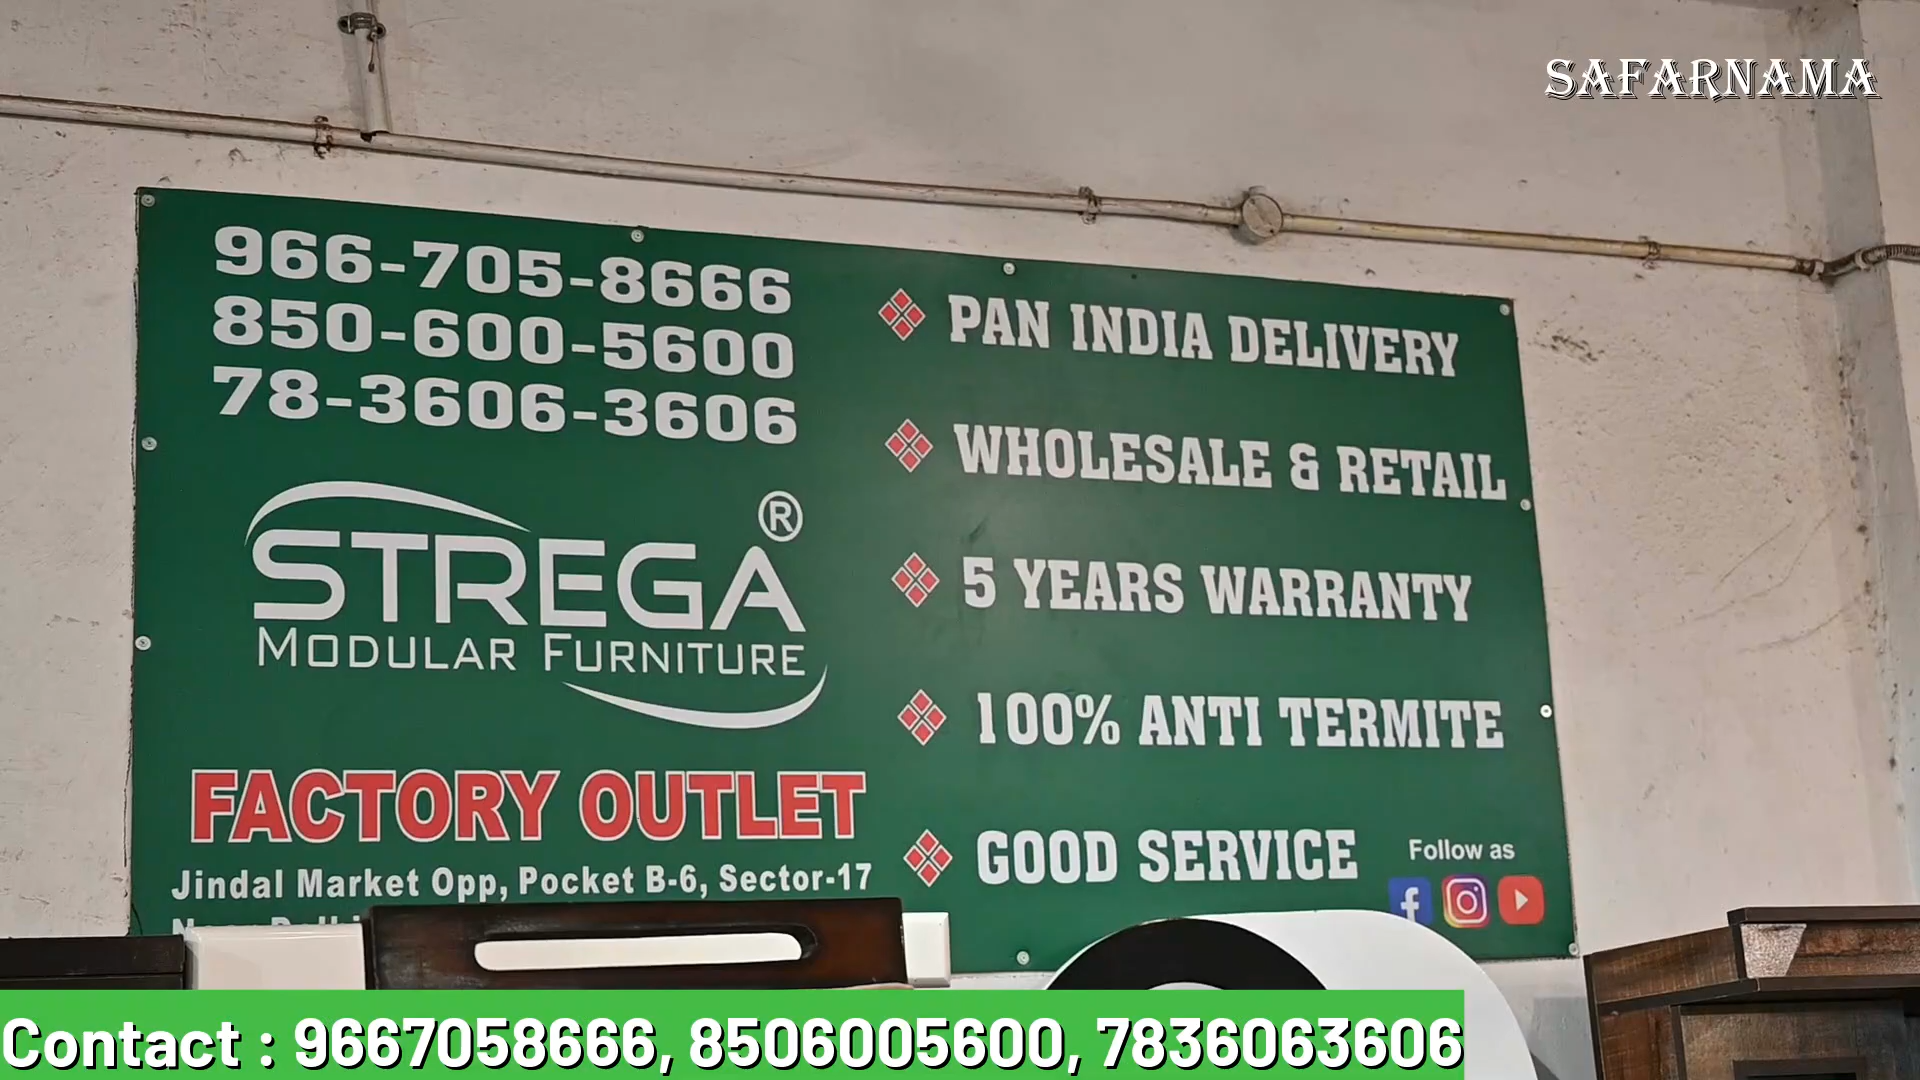 SAFARNAMA
966-705-8666
850-600-5600
78-3606-3606
STREGA ®
MODULAR FURNITURE
FACTORY OUTLET
Jindal Market Opp, Pocket B-6, Sector-17
PAN INDIA DELIVERY
WHOLESALE & RETAIL
5 YEARS WARRANTY
100% ANTI TERMITE
GOOD SERVICE
Follow as
Contact : 9667058666, 8506005600, 7836063606